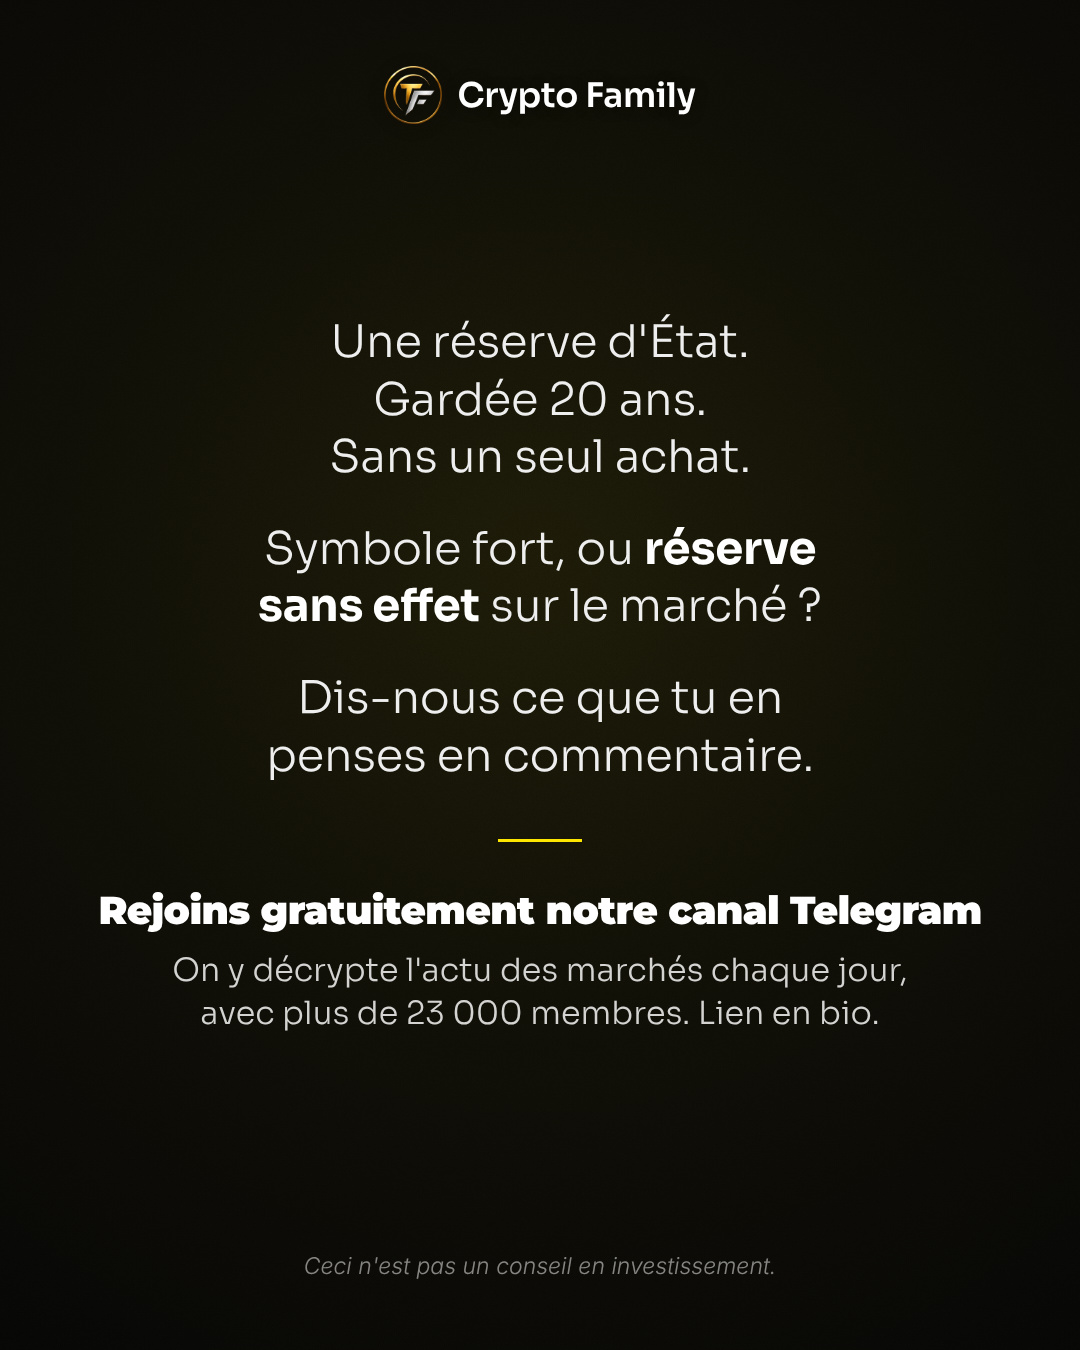 TF Crypto Family
Une réserve d'État.
Gardée 20 ans.
Sans un seul achat.
Symbole fort, ou réserve
sans effet sur le marché ?
Dis-nous ce que tu en
penses en commentaire.
Rejoins gratuitement notre canal Telegram
On y décrypte l'actu des marchés chaque jour,
avec plus de 23 000 membres. Lien en bio.
Ceci n'est pas un conseil en investissement.